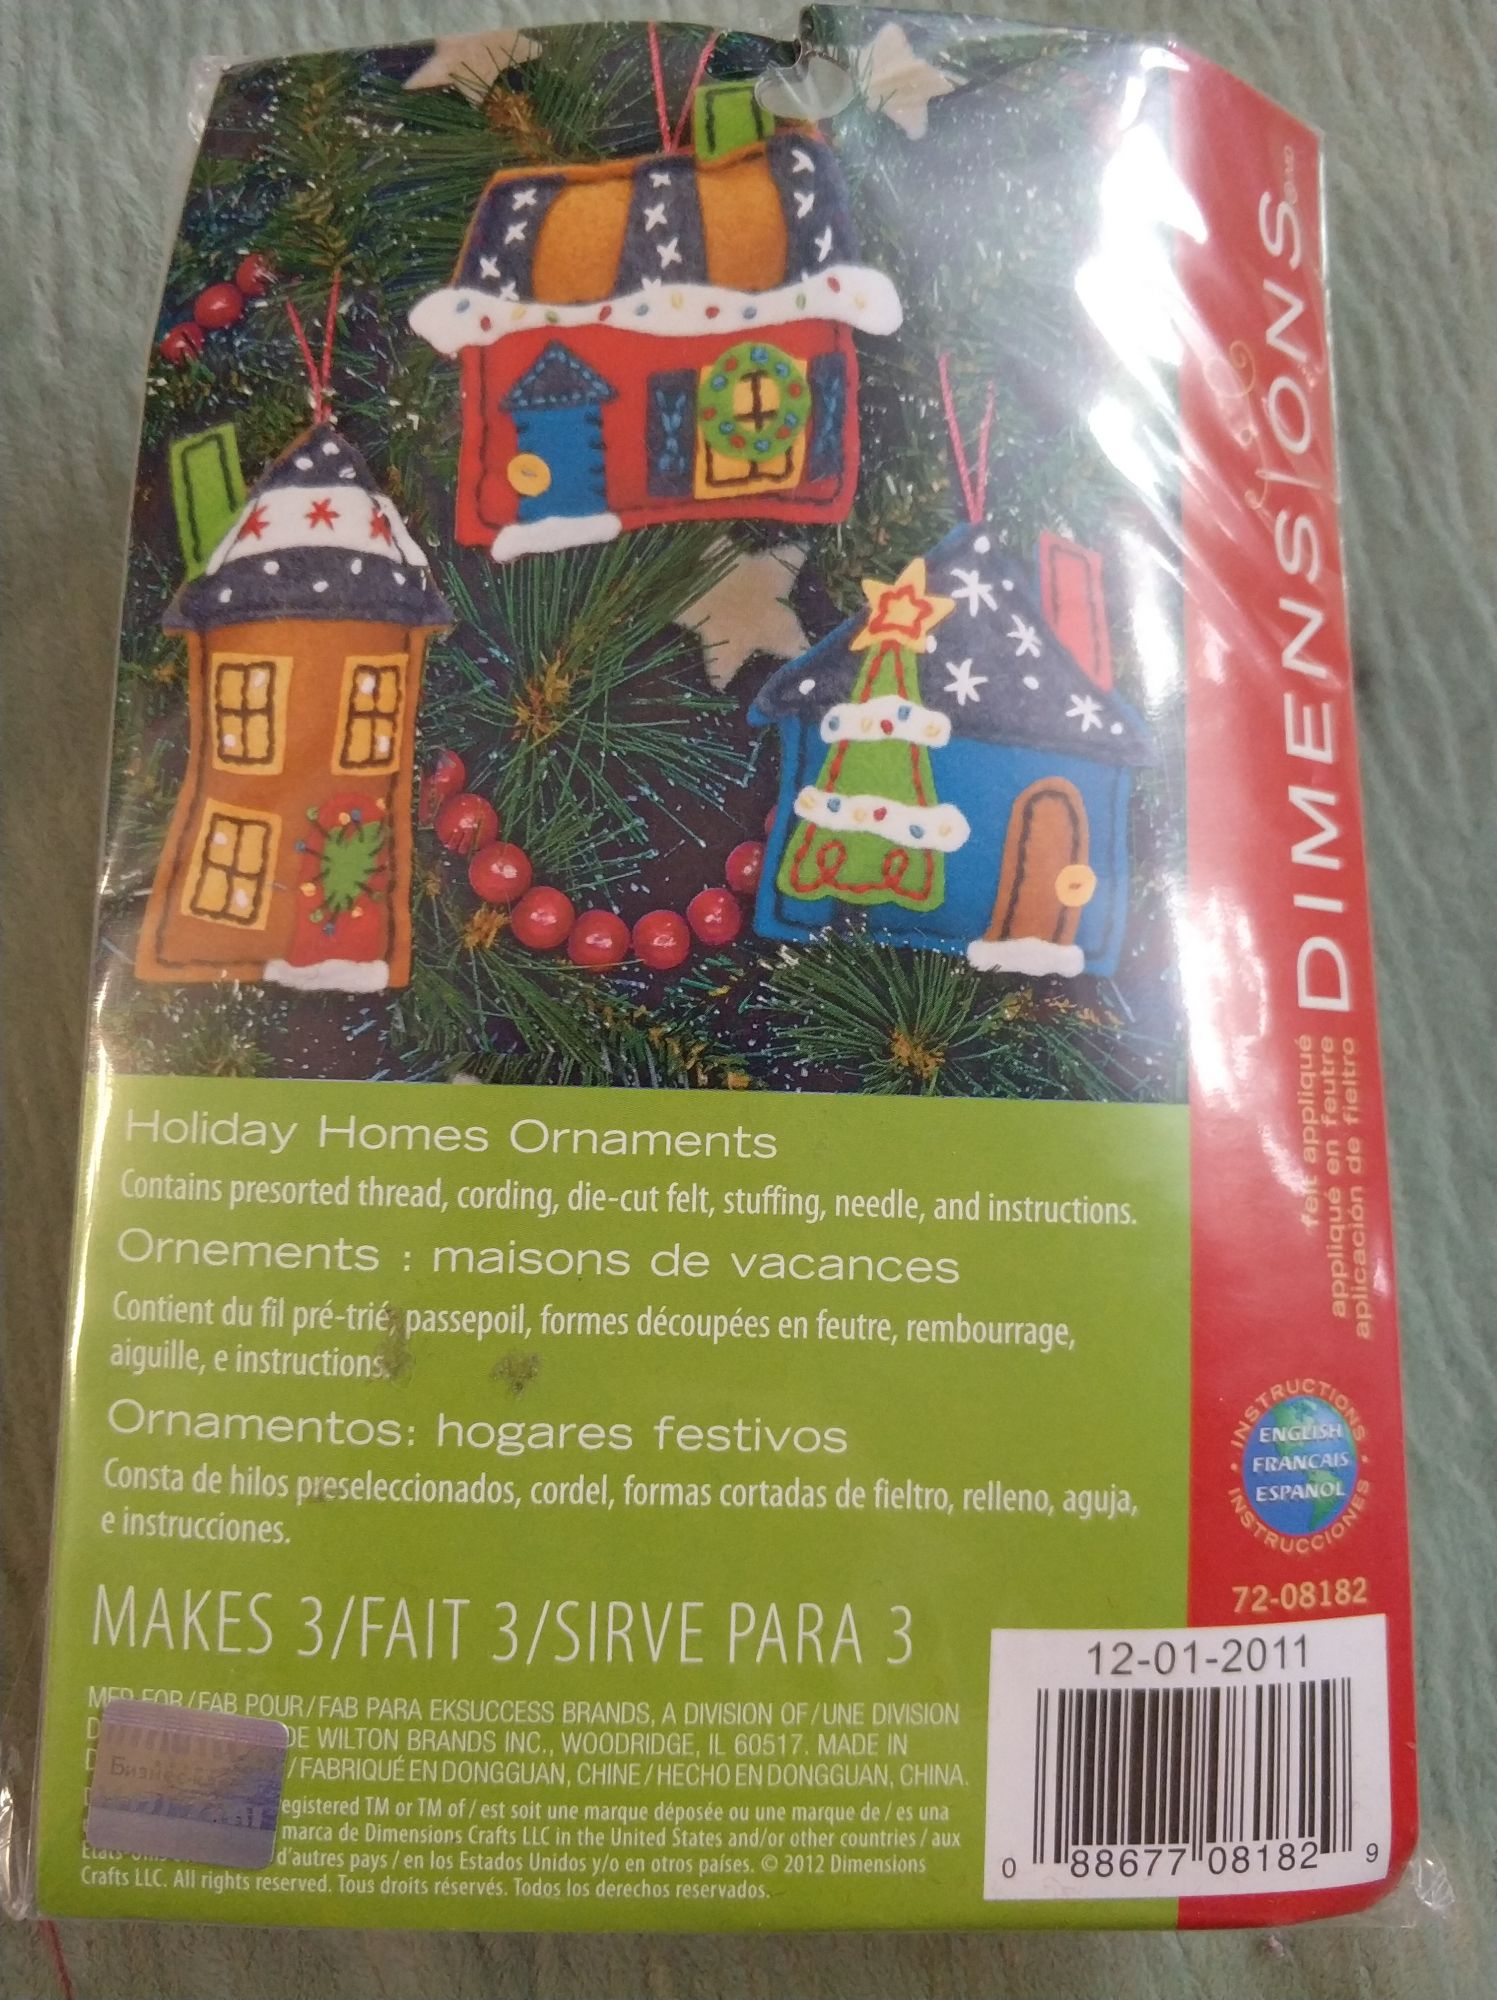 Holiday Homes Ornaments
Contains presorted thread, cording, die-cut felt, stuffing, needle, and instructions.
Ornements : maisons de vacances
Contient du fil pré-trié, passepoil, formes découpées en feutre, rembourrage,
aiguille, e instructions.
Ornamentos: hogares festivos
Consta de hilos preseleccionados, cordel, formas cortadas de fieltro, relleno, aguja,
e instrucciones.
MAKES 3/FAIT 3/SIRVE PARA 3
MFD FOR/FAB POUR/FAB PARA EKSUCCESS BRANDS, A DIVISION OF/UNE DIVISION
DE WILTON BRANDS INC., WOODRIDGE, IL 60517. MADE IN
/FABRIQUÉ EN DONGGUAN, CHINE/HECHO EN DONGGUAN, CHINA.
egistered TM or TM of / est soit une marque déposée ou une marque de / es una
marca de Dimensions Crafts LLC in the United States and/or other countries / aux
d'autres pays / en los Estados Unidos y/o en otros países. © 2012 Dimensions
Crafts LLC. All rights reserved. Tous droits réservés. Todos los derechos reservados.
DIMENSIONS
felt appliqué
appliqué en feutre
aplicación de fieltro
INSTRUCTIONS
ENGLISH
FRANCAIS
ESPAÑOL
INSTRUCCIONES
72-08182
12-01-2011
0 88677 08182 9